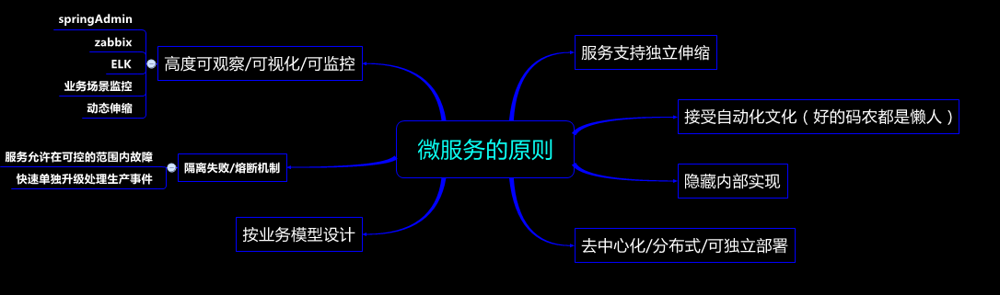 微服务的原则
服务支持独立伸缩
接受自动化文化（好的码农都是懒人）
隐藏内部实现
去中心化/分布式/可独立部署
高度可观察/可视化/可监控
springAdmin
zabbix
ELK
业务场景监控
动态伸缩
隔离失败/熔断机制
服务允许在可控的范围内故障
快速单独升级处理生产事件
按业务模型设计